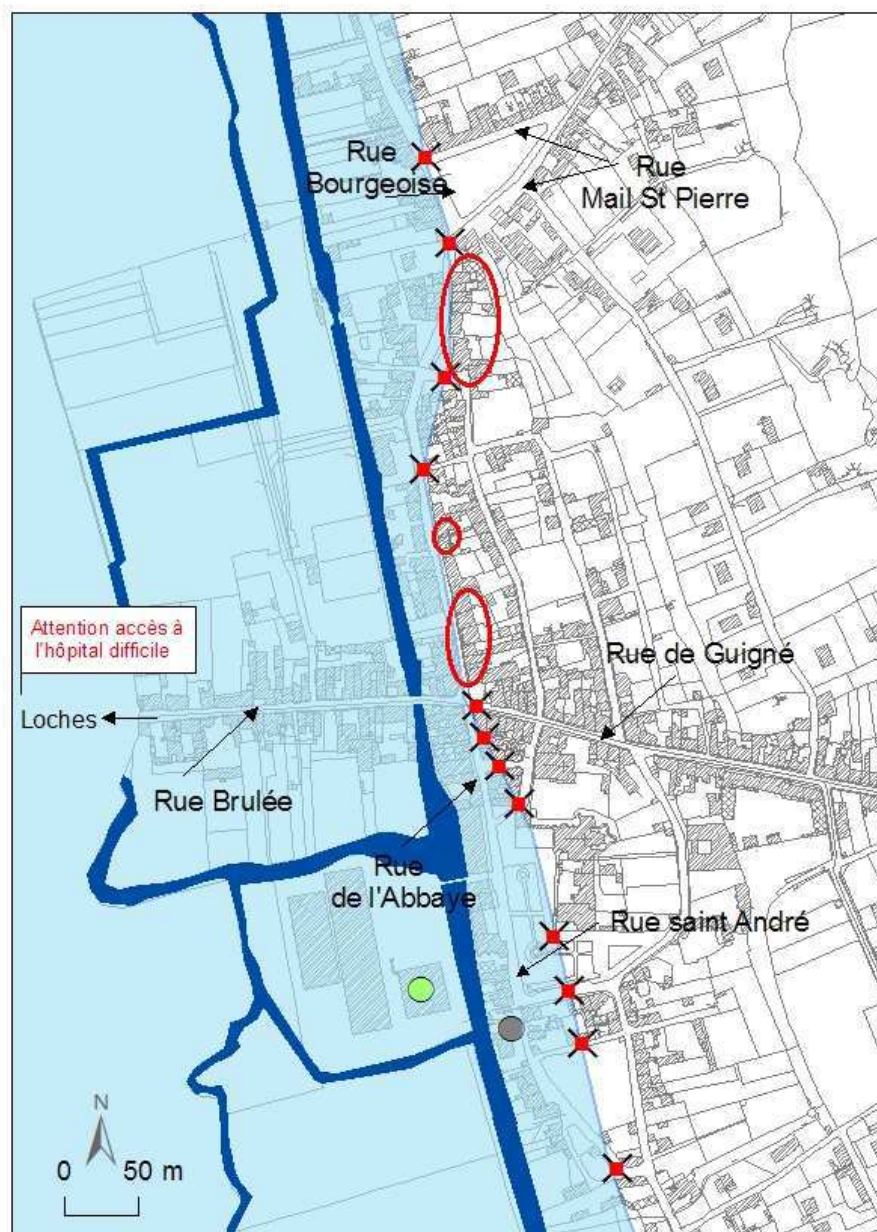 Rue
Bourgeoise
Rue
Mail St Pierre
Attention accès à
l'hôpital difficile
Rue de Guigné
Loches
Rue Brulée
Rue
de l'Abbaye
Rue saint André
N
0 50 m